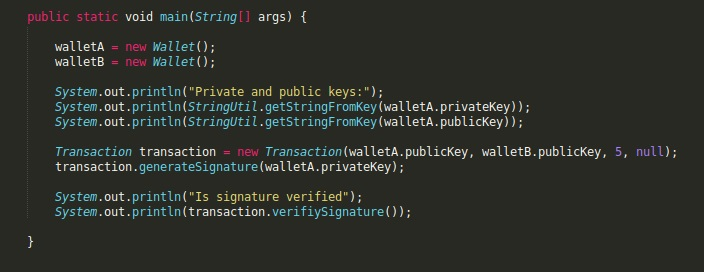 public static void main(String[] args) {
walletA = new Wallet();
walletB = new Wallet();
System.out.println("Private and public keys:");
System.out.println(StringUtil.getStringFromKey(walletA.privateKey));
System.out.println(StringUtil.getStringFromKey(walletA.publicKey));
Transaction transaction = new Transaction(walletA.publicKey, walletB.publicKey, 5, null);
transaction.generateSignature(walletA.privateKey);
System.out.println("Is signature verified");
System.out.println(transaction.verifiySignature());
}